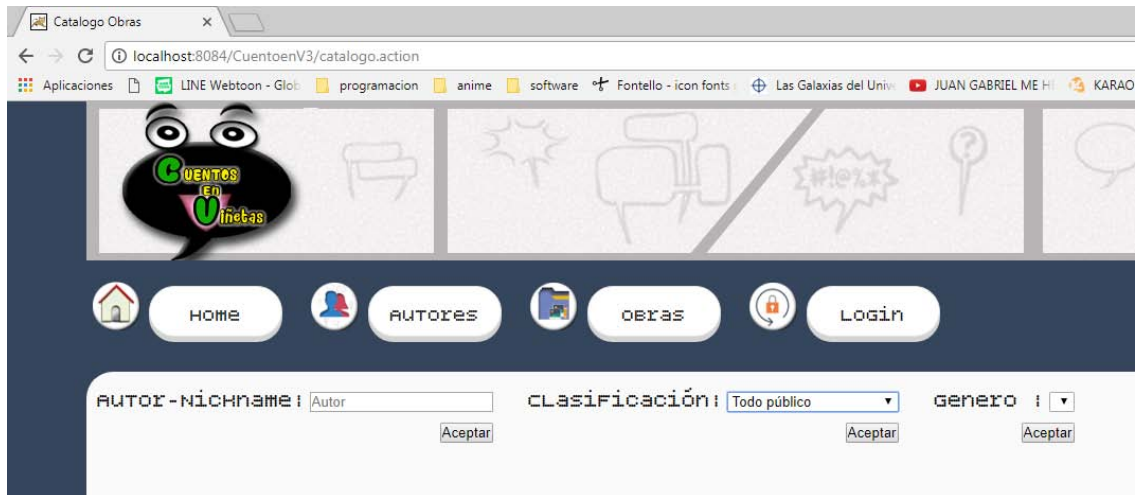 Catalogo Obras
localhost:8084/CuentoenV3/catalogo.action
Aplicaciones LINE Webtoon - Glob programacion anime software Fontello - icon fonts Las Galaxias del Univ JUAN GABRIEL ME H KARAO
Cuentos
En
Viñetas
#!@%*
?
Home Autores Obras Login
Autor-Nickname: Autor Clasificación: Todo público Genero :
Aceptar Aceptar Aceptar